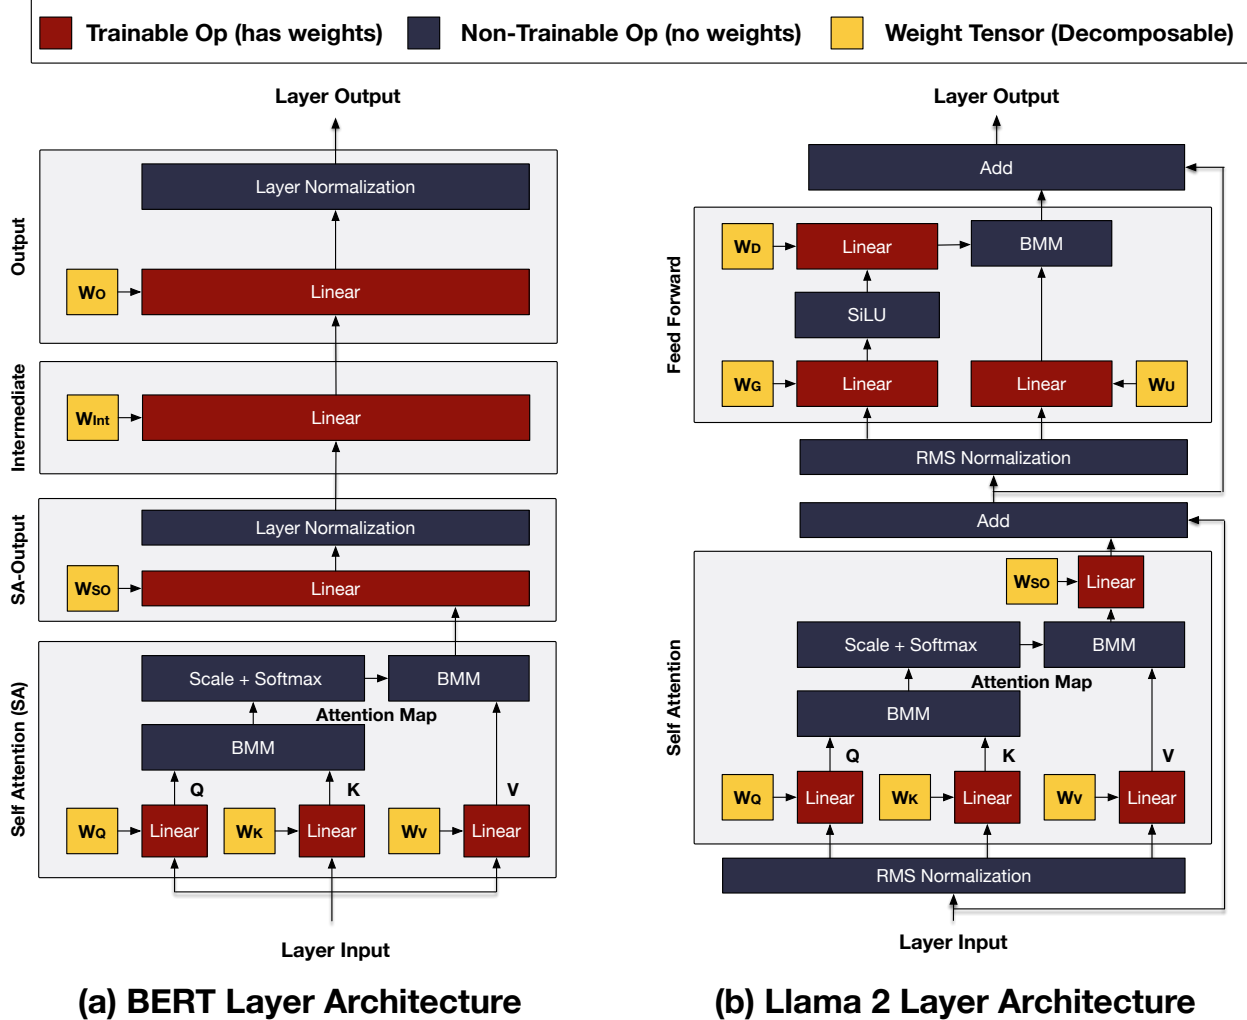 Trainable Op (has weights)
Non-Trainable Op (no weights)
Weight Tensor (Decomposable)
Layer Output
Output
Layer Normalization
WO
Linear
Intermediate
WInt
Linear
SA-Output
Layer Normalization
WSO
Linear
Self Attention (SA)
Scale + Softmax
BMM
Attention Map
BMM
Q
K
V
WQ
Linear
WK
Linear
WV
Linear
Layer Input
(a) BERT Layer Architecture
Layer Output
Add
Feed Forward
WD
Linear
BMM
SiLU
WG
Linear
Linear
WU
RMS Normalization
Add
Self Attention
WSO
Linear
Scale + Softmax
BMM
Attention Map
BMM
Q
K
V
WQ
Linear
WK
Linear
WV
Linear
RMS Normalization
Layer Input
(b) Llama 2 Layer Architecture